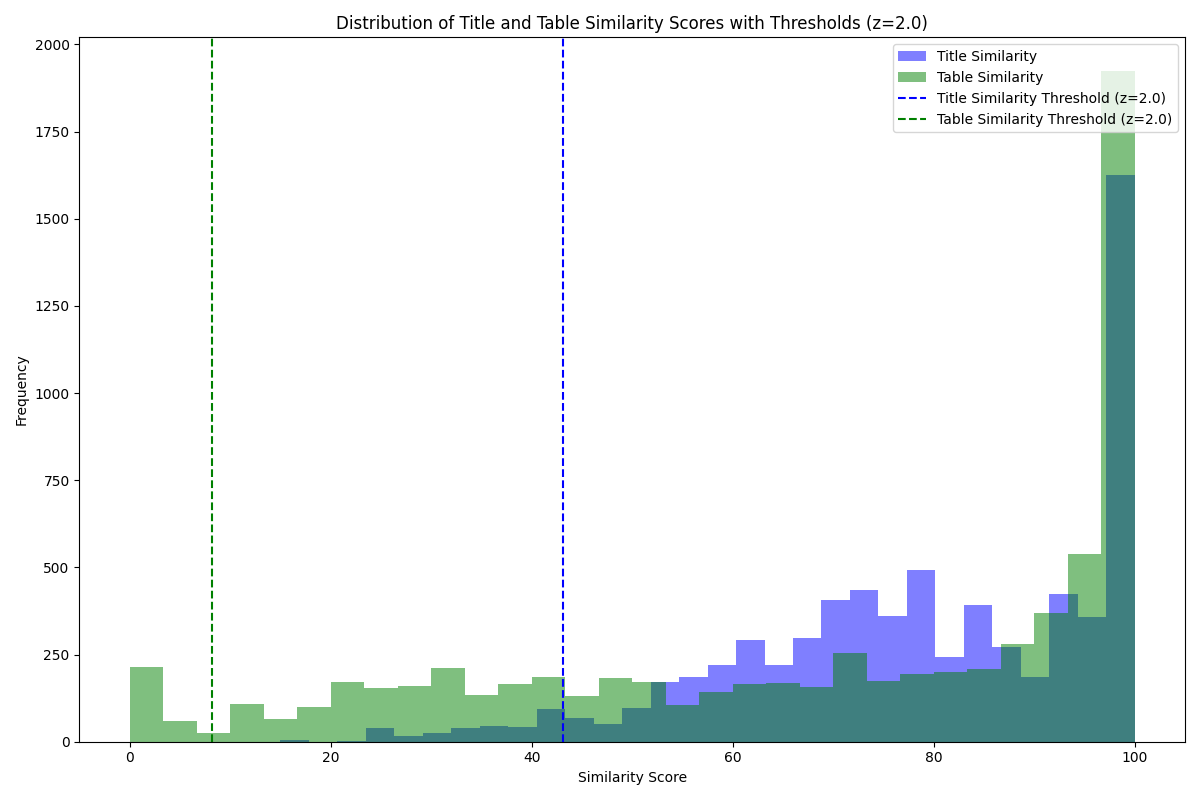 Distribution of Title and Table Similarity Scores with Thresholds (z=2.0)
2000
1750
1500
1250
1000
750
500
250
0
Frequency
Title Similarity
Table Similarity
Title Similarity Threshold (z=2.0)
Table Similarity Threshold (z=2.0)
0 20 40 60 80 100
Similarity Score